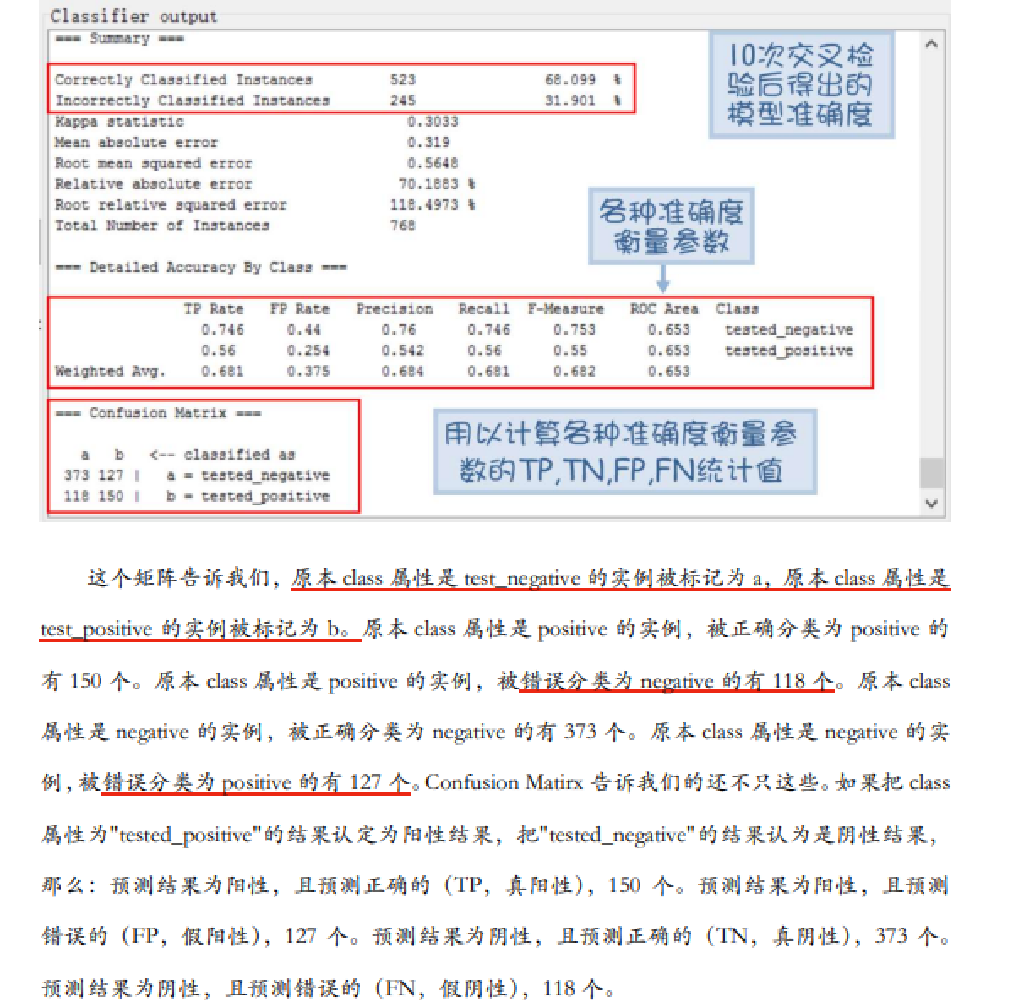 Classifier output
=== Summary ===
Correctly Classified Instances 523 68.099 %
Incorrectly Classified Instances 245 31.901 %
Kappa statistic 0.3033
Mean absolute error 0.319
Root mean squared error 0.5648
Relative absolute error 70.1883 %
Root relative squared error 118.4973 %
Total Number of Instances 768
10次交叉检
验后得出的
模型准确度
各种准确度
衡量参数
=== Detailed Accuracy By Class ===
TP Rate FP Rate Precision Recall F-Measure ROC Area Class
0.746 0.44 0.76 0.746 0.753 0.653 tested_negative
0.56 0.254 0.542 0.56 0.55 0.653 tested_positive
Weighted Avg. 0.681 0.375 0.684 0.681 0.682 0.653
=== Confusion Matrix ===
a b <-- classified as
373 127 | a = tested_negative
118 150 | b = tested_positive
用以计算各种准确度衡量参
数的TP,TN,FP,FN统计值
这个矩阵告诉我们，原本 class 属性是 test_negative 的实例被标记为 a，原本 class 属性是
test_positive 的实例被标记为 b。原本 class 属性是 positive 的实例，被正确分类为 positive 的
有 150 个。原本 class 属性是 positive 的实例，被错误分类为 negative 的有 118 个。原本 class
属性是 negative 的实例，被正确分类为 negative 的有 373 个。原本 class 属性是 negative 的实
例，被错误分类为 positive 的有 127 个。Confusion Matirx 告诉我们的还不只这些。如果把 class
属性为"tested_positive"的结果认定为阳性结果，把"tested_negative"的结果认为是阴性结果，
那么：预测结果为阳性，且预测正确的（TP，真阳性），150 个。预测结果为阳性，且预测
错误的（FP，假阳性），127 个。预测结果为阴性，且预测正确的（TN，真阴性），373 个。
预测结果为阴性，且预测错误的（FN，假阴性），118 个。